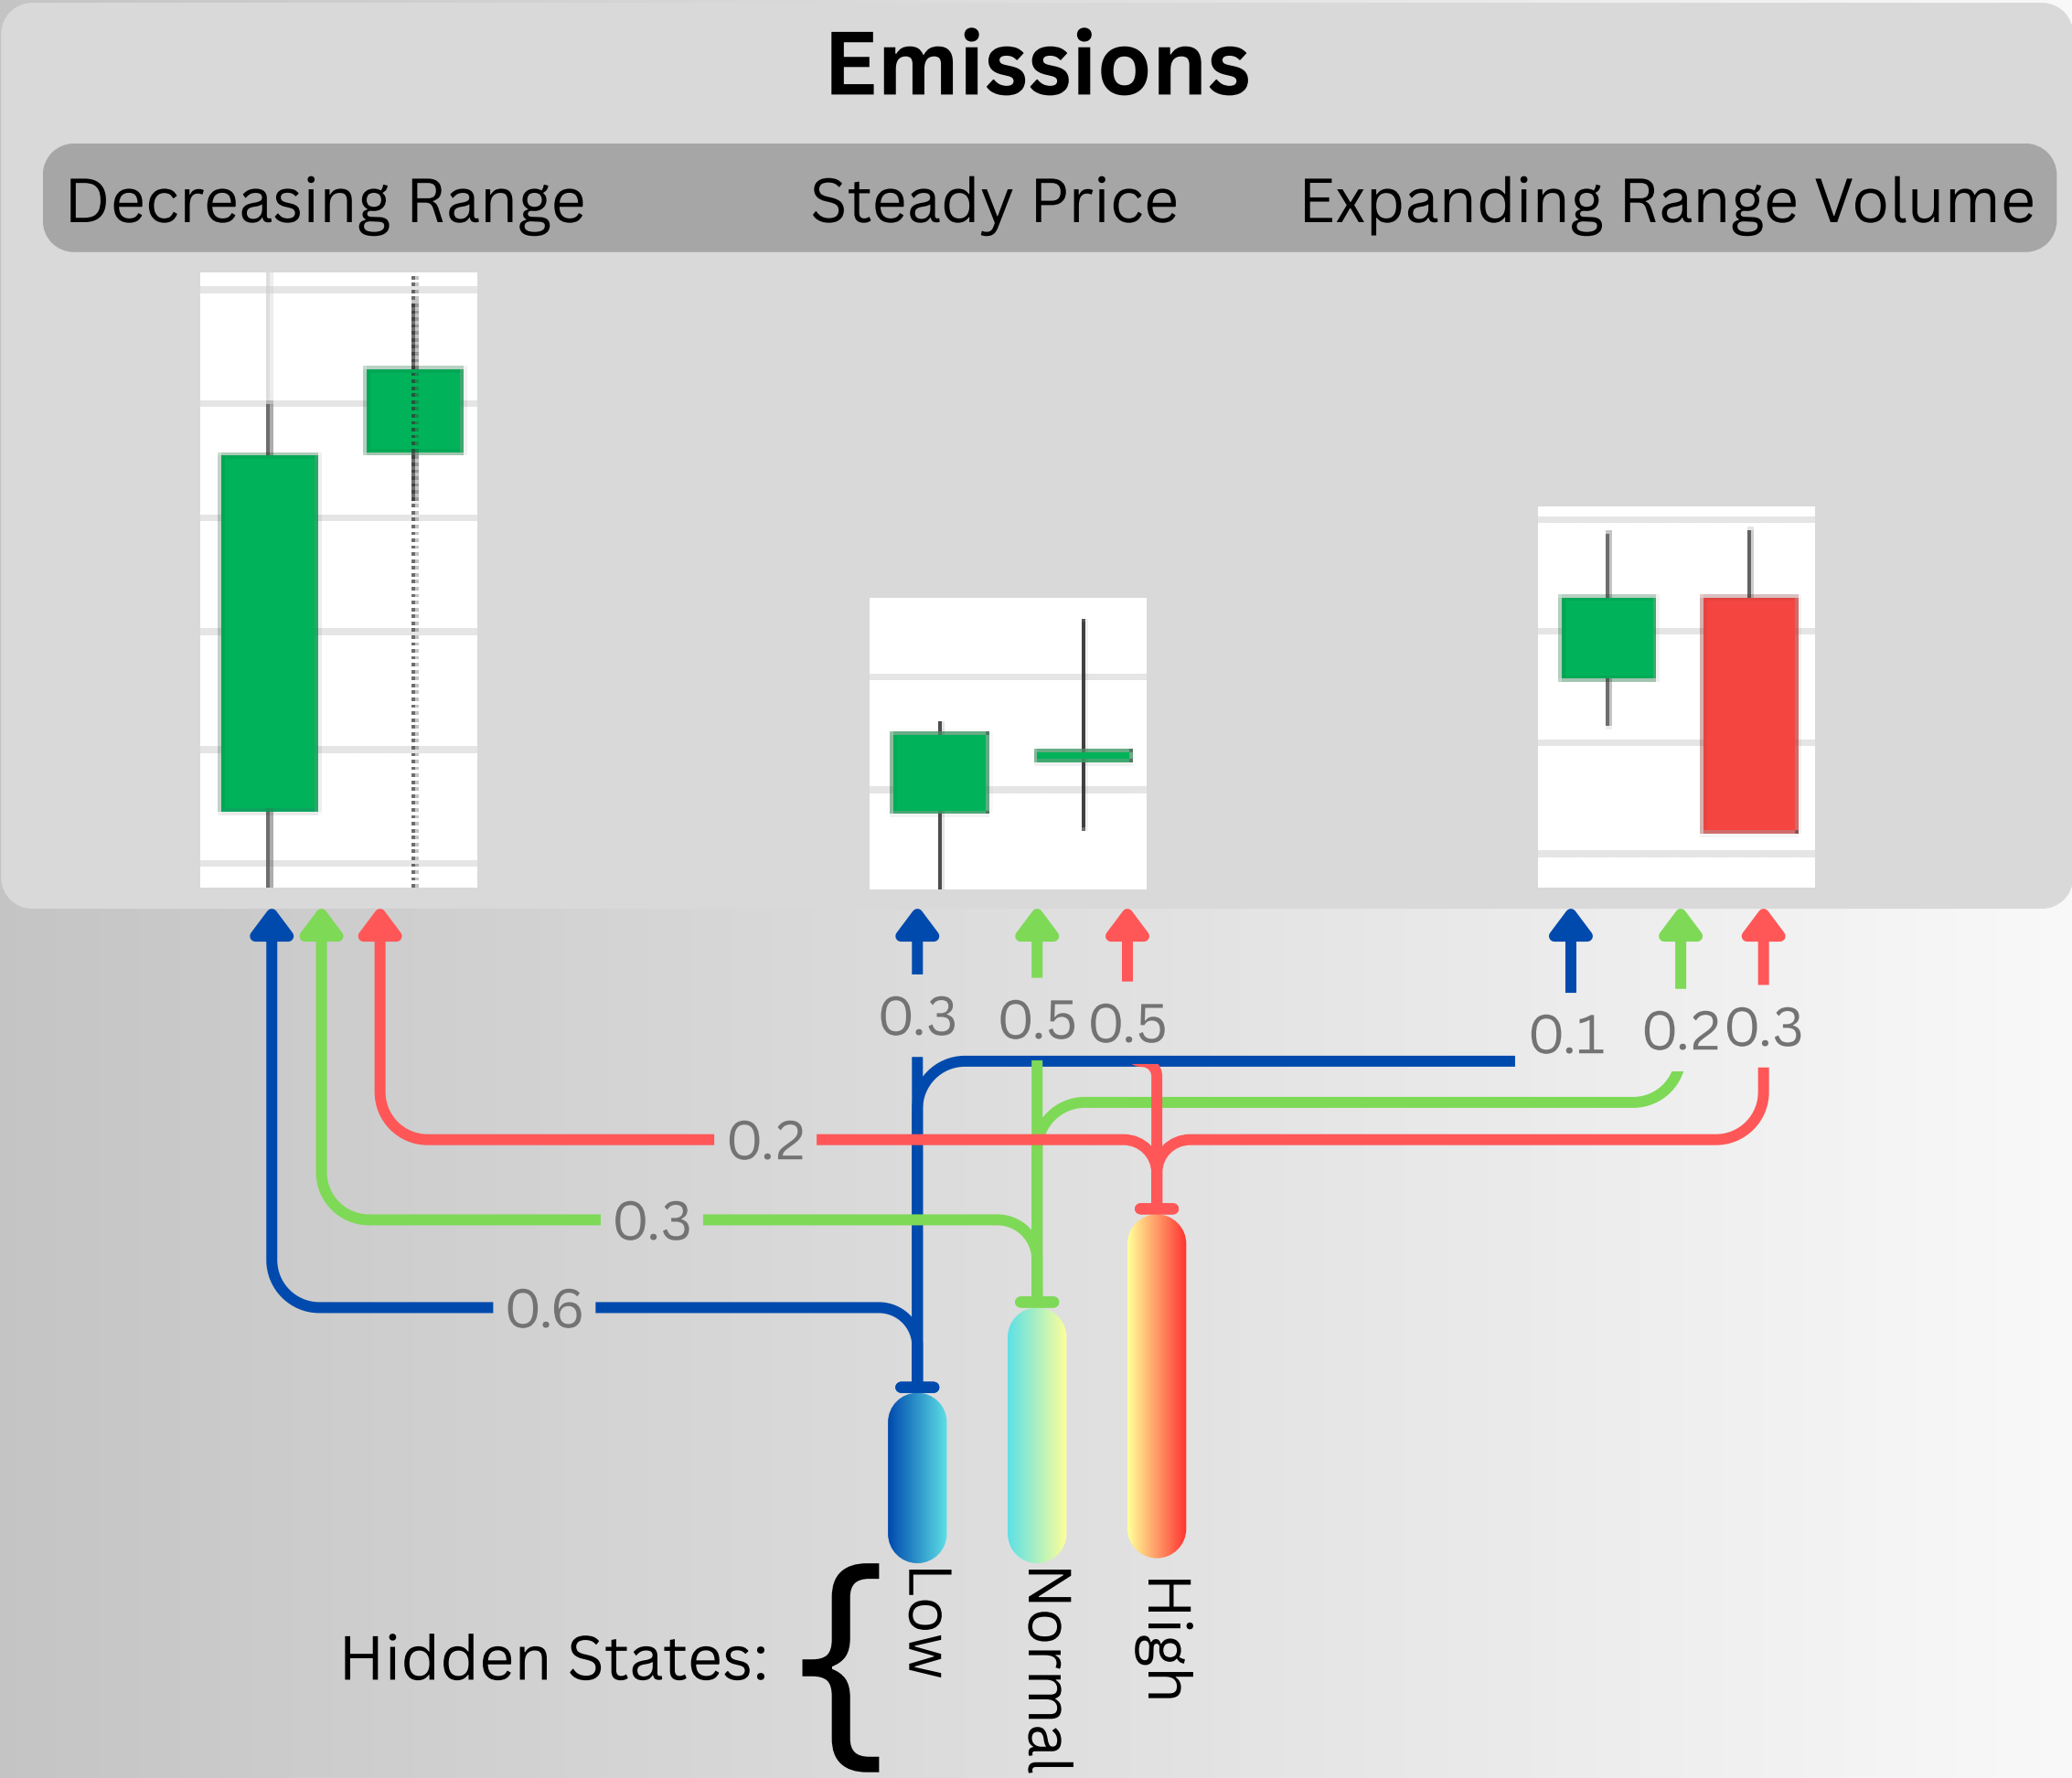 Emissions
Decreasing Range
Steady Price
Expanding Range Volume
0.3
0.5
0.5
0.1
0.2
0.3
0.2
0.3
0.6
Hidden States:
{
Low
Normal
High